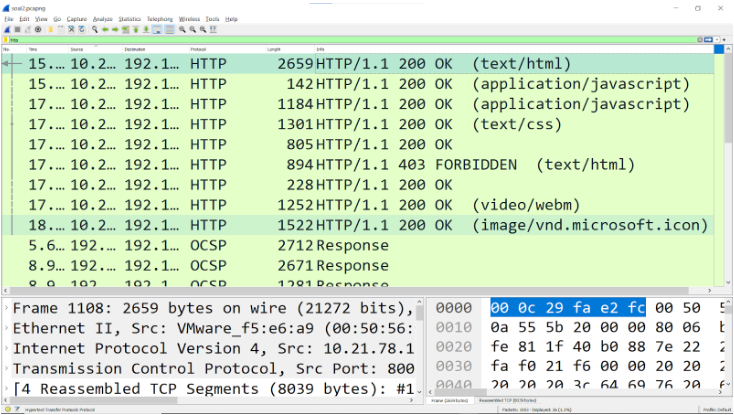 scal2.pcapng
File Edit View Go Capture Analyze Statistics Telephony Wireless Tools Help
http
No. Time Source Destination Protocol Length Info
15.… 10.2… 192.1… HTTP 2659 HTTP/1.1 200 OK (text/html)
15.… 10.2… 192.1… HTTP 142 HTTP/1.1 200 OK (application/javascript)
17.… 10.2… 192.1… HTTP 1184 HTTP/1.1 200 OK (application/javascript)
17.… 10.2… 192.1… HTTP 1301 HTTP/1.1 200 OK (text/css)
17.… 10.2… 192.1… HTTP 805 HTTP/1.1 200 OK
17.… 10.2… 192.1… HTTP 894 HTTP/1.1 403 FORBIDDEN (text/html)
17.… 10.2… 192.1… HTTP 228 HTTP/1.1 200 OK
17.… 10.2… 192.1… HTTP 1252 HTTP/1.1 200 OK (video/webm)
18.… 10.2… 192.1… HTTP 1522 HTTP/1.1 200 OK (image/vnd.microsoft.icon)
5.6… 192.… 192.1… OCSP 2712 Response
8.9… 192.… 192.1… OCSP 2671 Response
8.9… 192.… 192.1… OCSP 1281 Response
Frame 1108: 2659 bytes on wire (21272 bits),
Ethernet II, Src: VMware_f5:e6:a9 (00:50:56:
Internet Protocol Version 4, Src: 10.21.78.1
Transmission Control Protocol, Src Port: 800
[4 Reassembled TCP Segments (8039 bytes): #1
0000 00 0c 29 fa e2 fc 00 50 5
0010 0a 55 5b 20 00 00 80 06 b
0020 fe 81 1f 40 b0 88 7e 22 2
0030 fa f0 21 f6 00 00 20 20 2
0040 20 20 20 3c 64 69 76 20 6
Frame (2659 bytes) Reassembled TCP (8039 bytes)
Hypertext Transfer Protocol: Protocol
Profile: Default